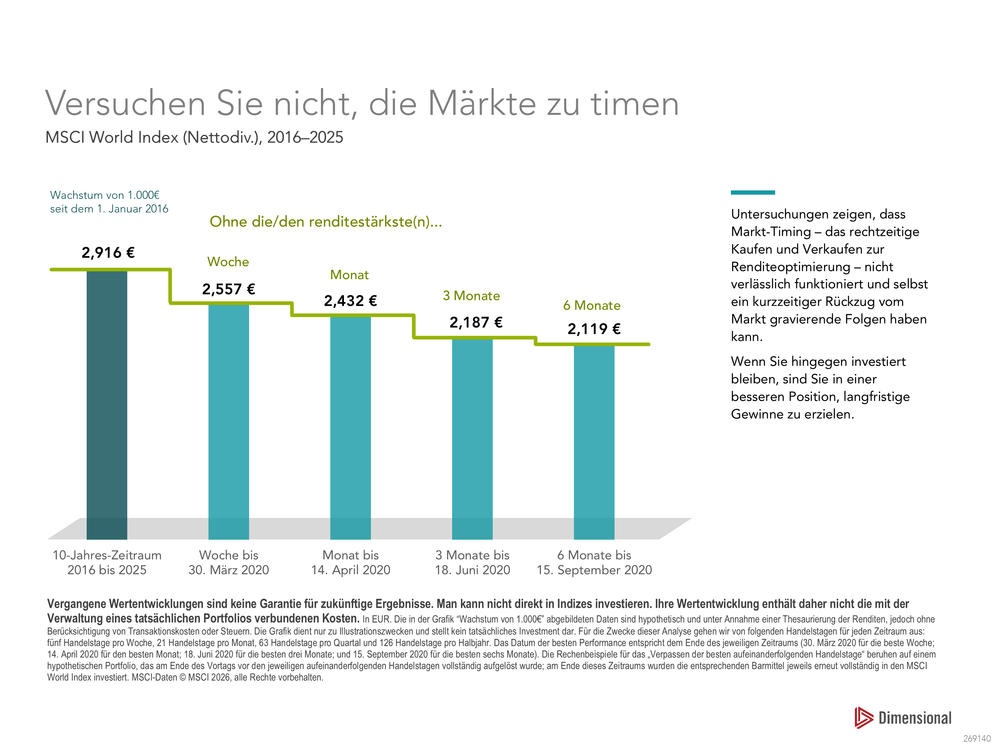 Versuchen Sie nicht, die Märkte zu timen
MSCI World Index (Nettodiv.), 2016–2025
Wachstum von 1.000€
seit dem 1. Januar 2016
Ohne die/den renditestärkste(n)...
2,916 €
Woche
2,557 €
Monat
2,432 €
3 Monate
2,187 €
6 Monate
2,119 €
10-Jahres-Zeitraum
2016 bis 2025
Woche bis
30. März 2020
Monat bis
14. April 2020
3 Monate bis
18. Juni 2020
6 Monate bis
15. September 2020
Untersuchungen zeigen, dass
Markt-Timing – das rechtzeitige
Kaufen und Verkaufen zur
Renditeoptimierung – nicht
verlässlich funktioniert und selbst
ein kurzzeitiger Rückzug vom
Markt gravierende Folgen haben
kann.
Wenn Sie hingegen investiert
bleiben, sind Sie in einer
besseren Position, langfristige
Gewinne zu erzielen.
Vergangene Wertentwicklungen sind keine Garantie für zukünftige Ergebnisse. Man kann nicht direkt in Indizes investieren. Ihre Wertentwicklung enthält daher nicht die mit der
Verwaltung eines tatsächlichen Portfolios verbundenen Kosten. In EUR. Die in der Grafik “Wachstum von 1.000€” abgebildeten Daten sind hypothetisch und unter Annahme einer Thesaurierung der Renditen, jedoch ohne
Berücksichtigung von Transaktionskosten oder Steuern. Die Grafik dient nur zu Illustrationszwecken und stellt kein tatsächliches Investment dar. Für die Zwecke dieser Analyse gehen wir von folgenden Handelstagen für jeden Zeitraum aus:
fünf Handelstage pro Woche, 21 Handelstage pro Monat, 63 Handelstage pro Quartal und 126 Handelstage pro Halbjahr. Das Datum der besten Performance entspricht dem Ende des jeweiligen Zeitraums (30. März 2020 für die beste Woche;
14. April 2020 für den besten Monat; 18. Juni 2020 für die besten drei Monate; und 15. September 2020 für die besten sechs Monate). Die Rechenbeispiele für das „Verpassen der besten aufeinanderfolgenden Handelstage“ beruhen auf einem
hypothetischen Portfolio, das am Ende des Vortags vor den jeweiligen aufeinanderfolgenden Handelstagen vollständig aufgelöst wurde; am Ende dieses Zeitraums wurden die entsprechenden Barmittel jeweils erneut vollständig in den MSCI
World Index investiert. MSCI-Daten © MSCI 2026, alle Rechte vorbehalten.
Dimensional
269140